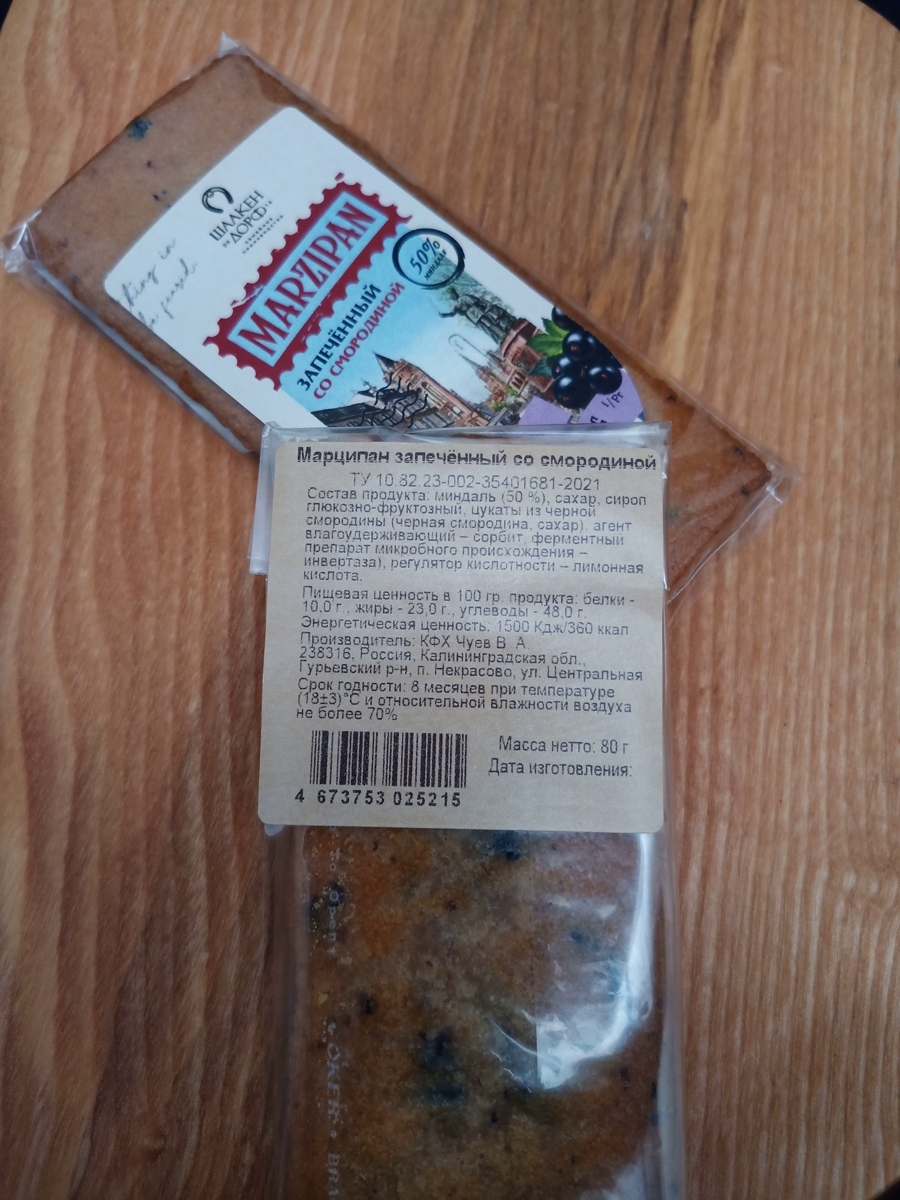 ШААКЕН
ДОРФ
MARZIPAN
50%
МИНДАЛЯ
ЗАПЕЧЁННЫЙ
СО СМОРОДИНОЙ
Марципан запечённый со смородиной
ТУ 10.82.23-002-35401681-2021
Состав продукта: миндаль (50 %), сахар, сироп
глюкозно-фруктозный, цукаты из черной
смородины (черная смородина, сахар), агент
влагоудерживающий – сорбит, ферментный
препарат микробного происхождения –
инвертаза), регулятор кислотности – лимонная
кислота.
Пищевая ценность в 100 гр. продукта: белки -
10,0 г., жиры - 23,0 г., углеводы - 48,0 г.
Энергетическая ценность: 1500 Кдж/360 ккал
Производитель: КФХ Чуев В. А.
238316, Россия, Калининградская обл.,
Гурьевский р-н, п. Некрасово, ул. Центральная
Срок годности: 8 месяцев при температуре
(18±3)°С и относительной влажности воздуха
не более 70%
Масса нетто: 80 г
Дата изготовления:
4 673753 025215